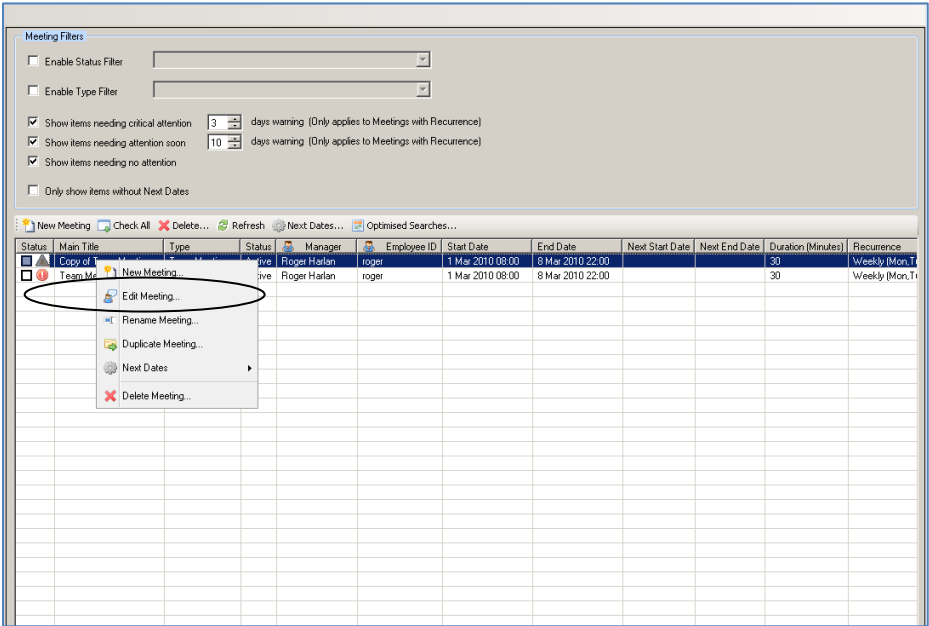 Meeting Filters
Enable Status Filter
Enable Type Filter
Show items needing critical attention 3 days warning (Only applies to Meetings with Recurrence)
Show items needing attention soon 10 days warning (Only applies to Meetings with Recurrence)
Show items needing no attention
Only show items without Next Dates
New Meeting Check All Delete... Refresh Next Dates... Optimised Searches...
Status Main Title Type Status Manager Employee ID Start Date End Date Next Start Date Next End Date Duration (Minutes) Recurrence
Copy of Roger Harlan roger 1 Mar 2010 08:00 8 Mar 2010 22:00 30 Weekly (Mon,T
Team Me Roger Harlan roger 1 Mar 2010 08:00 8 Mar 2010 22:00 30 Weekly (Mon,T
New Meeting...
Edit Meeting...
Rename Meeting...
Duplicate Meeting...
Next Dates
Delete Meeting...